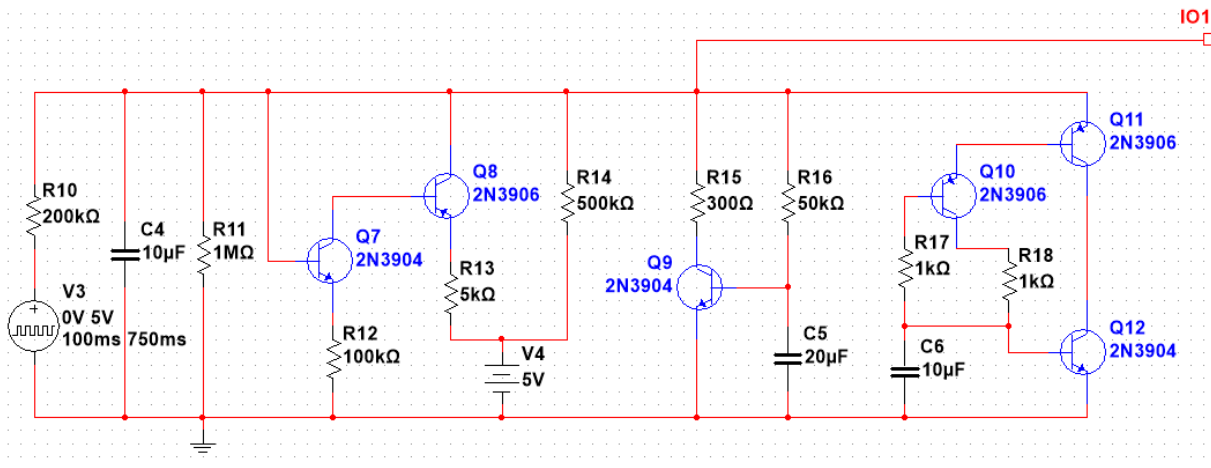 IO1
R10
200kΩ
V3
0V 5V
100ms 750ms
C4
10µF
R11
1MΩ
Q7
2N3904
R12
100kΩ
Q8
2N3906
R13
5kΩ
V4
5V
R14
500kΩ
R15
300Ω
R16
50kΩ
Q9
2N3904
C5
20µF
Q10
2N3906
R17
1kΩ
R18
1kΩ
C6
10µF
Q11
2N3906
Q12
2N3904